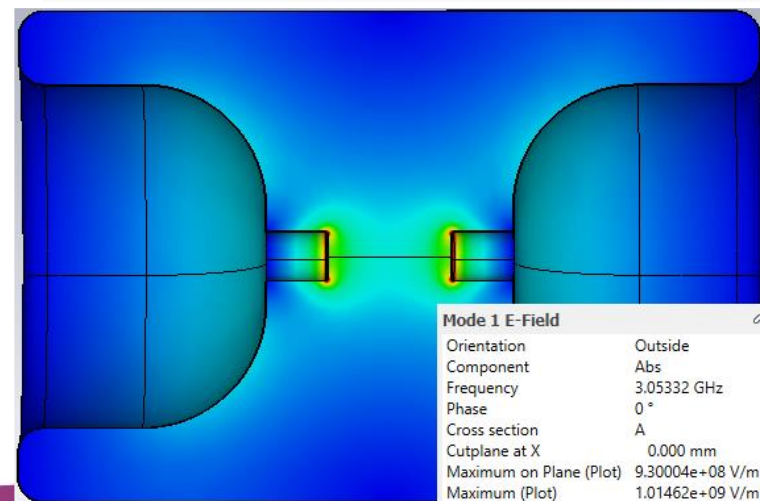 Mode 1 E-Field
Orientation Outside
Component Abs
Frequency 3.05332 GHz
Phase 0 °
Cross section A
Cutplane at X 0.000 mm
Maximum on Plane (Plot) 9.30004e+08 V/m
Maximum (Plot) 1.01462e+09 V/m